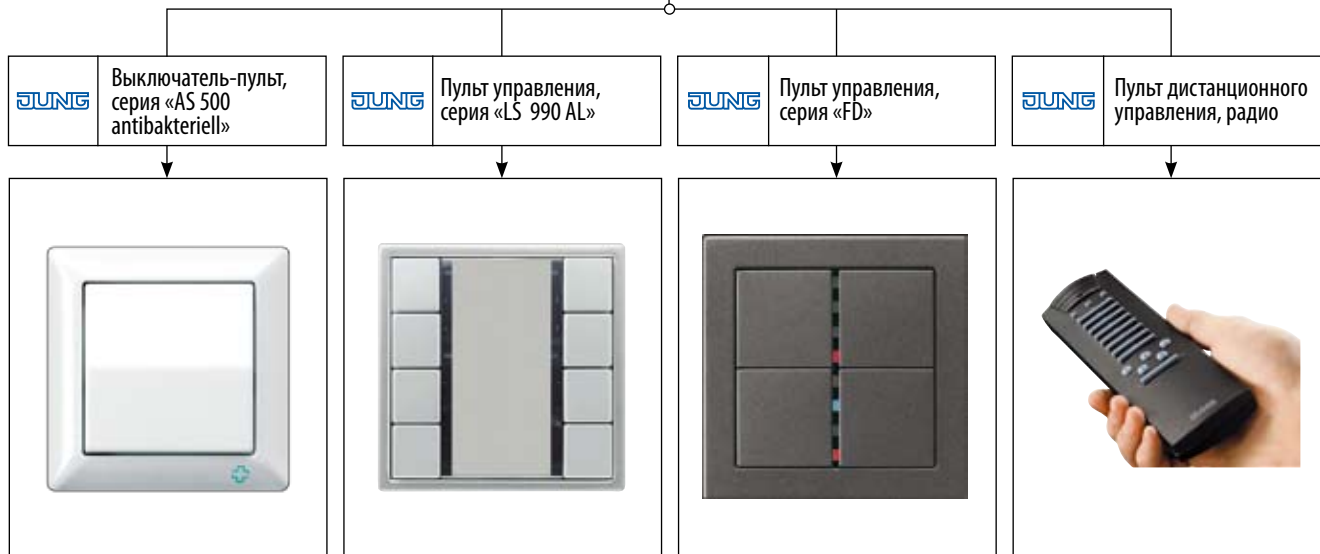 JUNG
Выключатель-пульт,
серия «AS 500
antibakteriell»
JUNG
Пульт управления,
серия «LS 990 AL»
JUNG
Пульт управления,
серия «FD»
JUNG
Пульт дистанционного
управления, радио